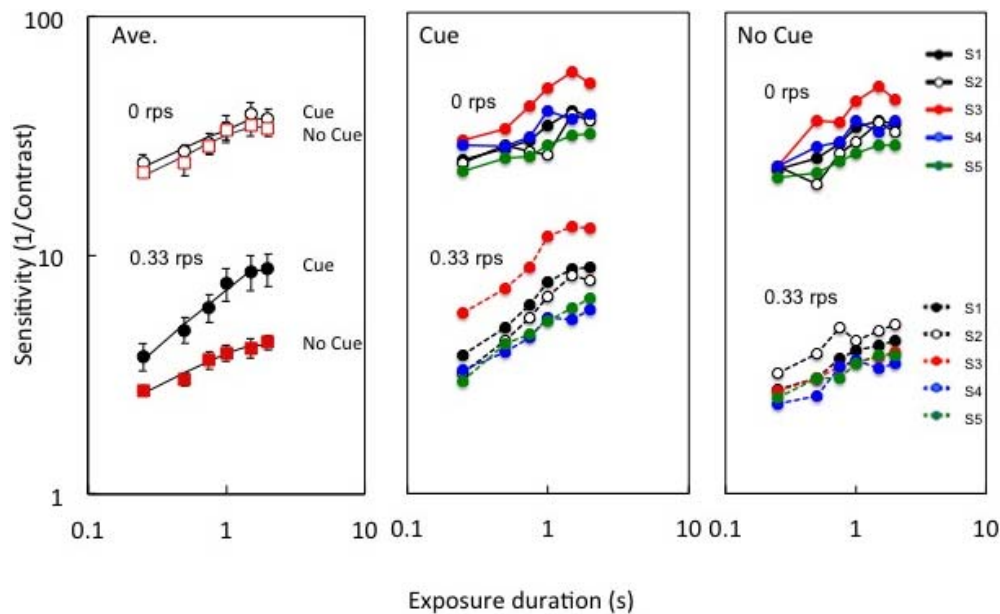 100
10
1
Sensitivity (1/Contrast)
Ave.
0 rps
Cue
No Cue
0.33 rps
Cue
No Cue
0.1
1
10
Cue
0 rps
0.33 rps
0.1
1
10
No Cue
0 rps
0.33 rps
S1
S2
S3
S4
S5
S1
S2
S3
S4
S5
0.1
1
10
Exposure duration (s)